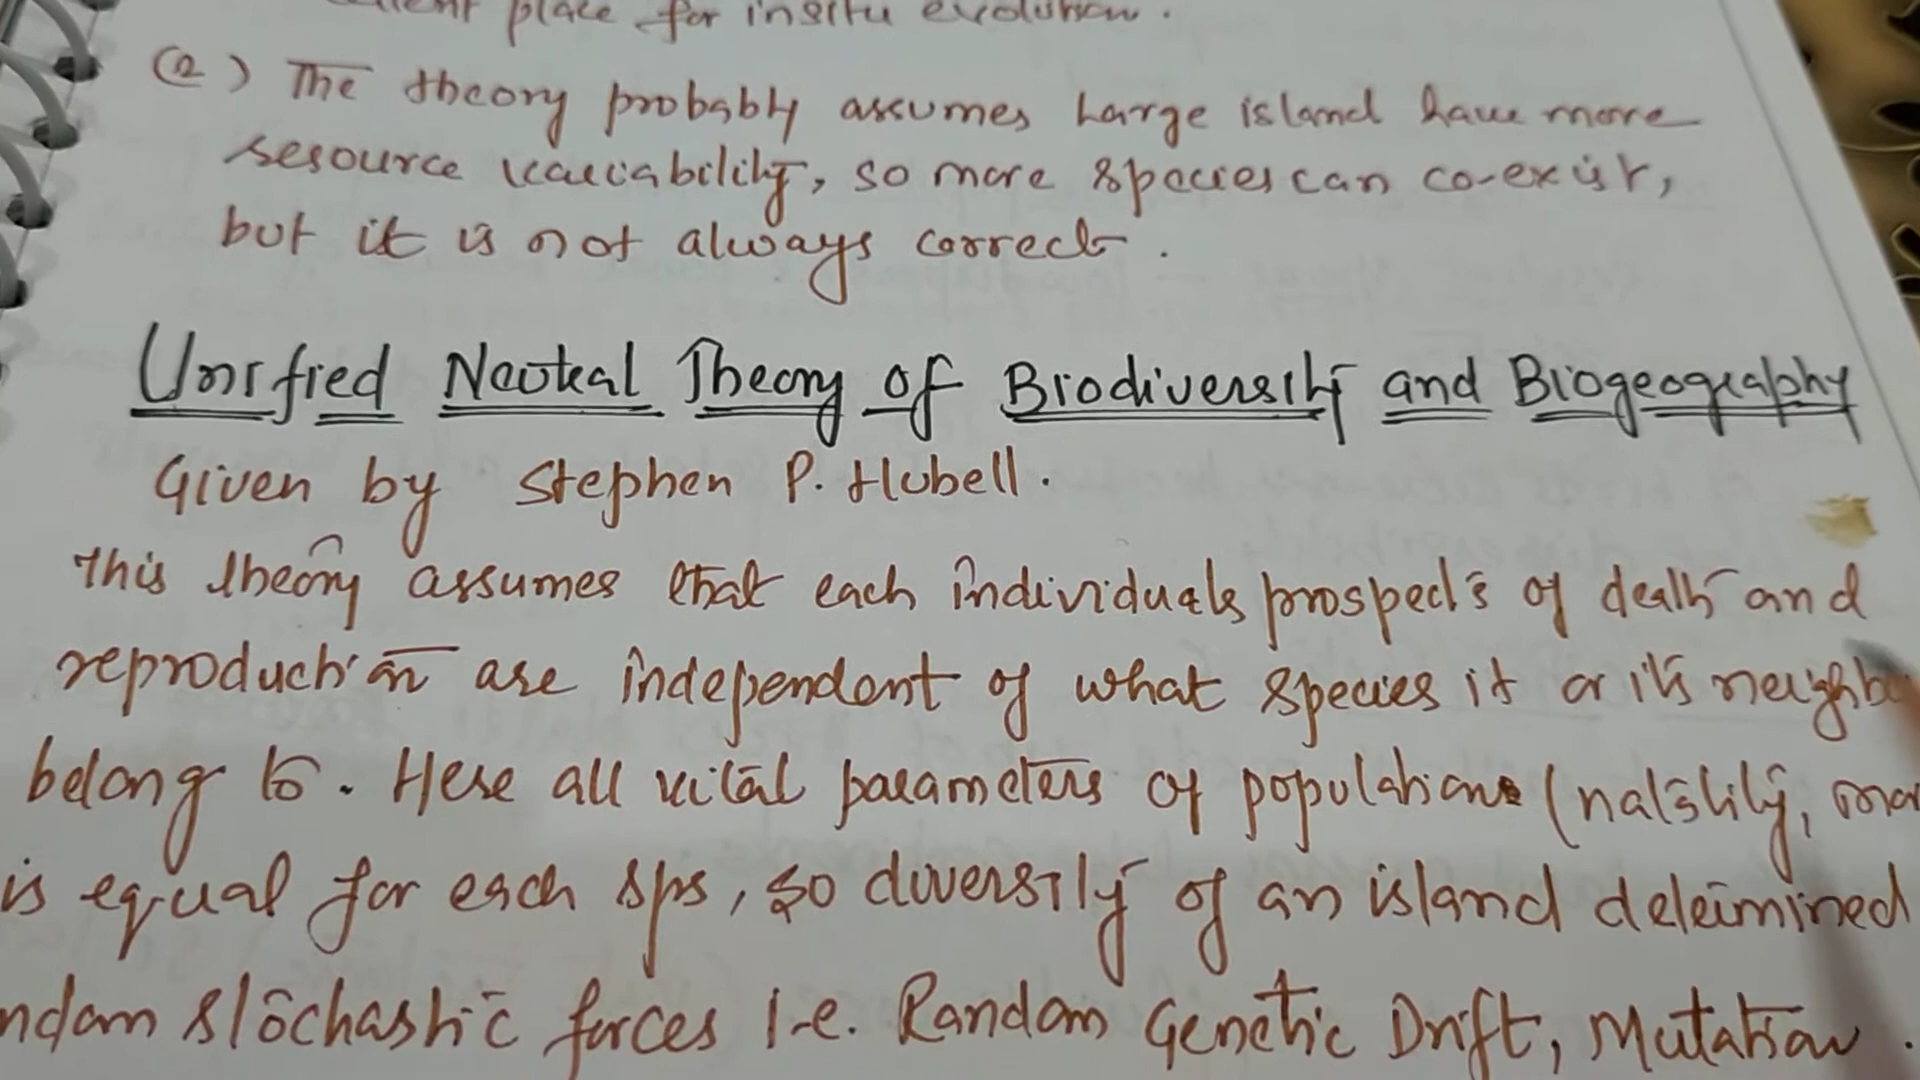 place for insitu evolution.
(2) The theory probably assumes Large island have more
resource variability, so more species can co-exist,
but it is not always correct.
Unified Neutral Theory of Biodiversity and Biogeography
Given by Stephen P. Hubell.
This theory assumes that each individuals prospects of death and
reproduction are independent of what species it or its neighb
belong to. Here all vital parameters of populations (natality, mor
is equal for each sps, so diversity of an island determined
ndom stochastic forces i.e. Random Genetic Drift, Mutation.